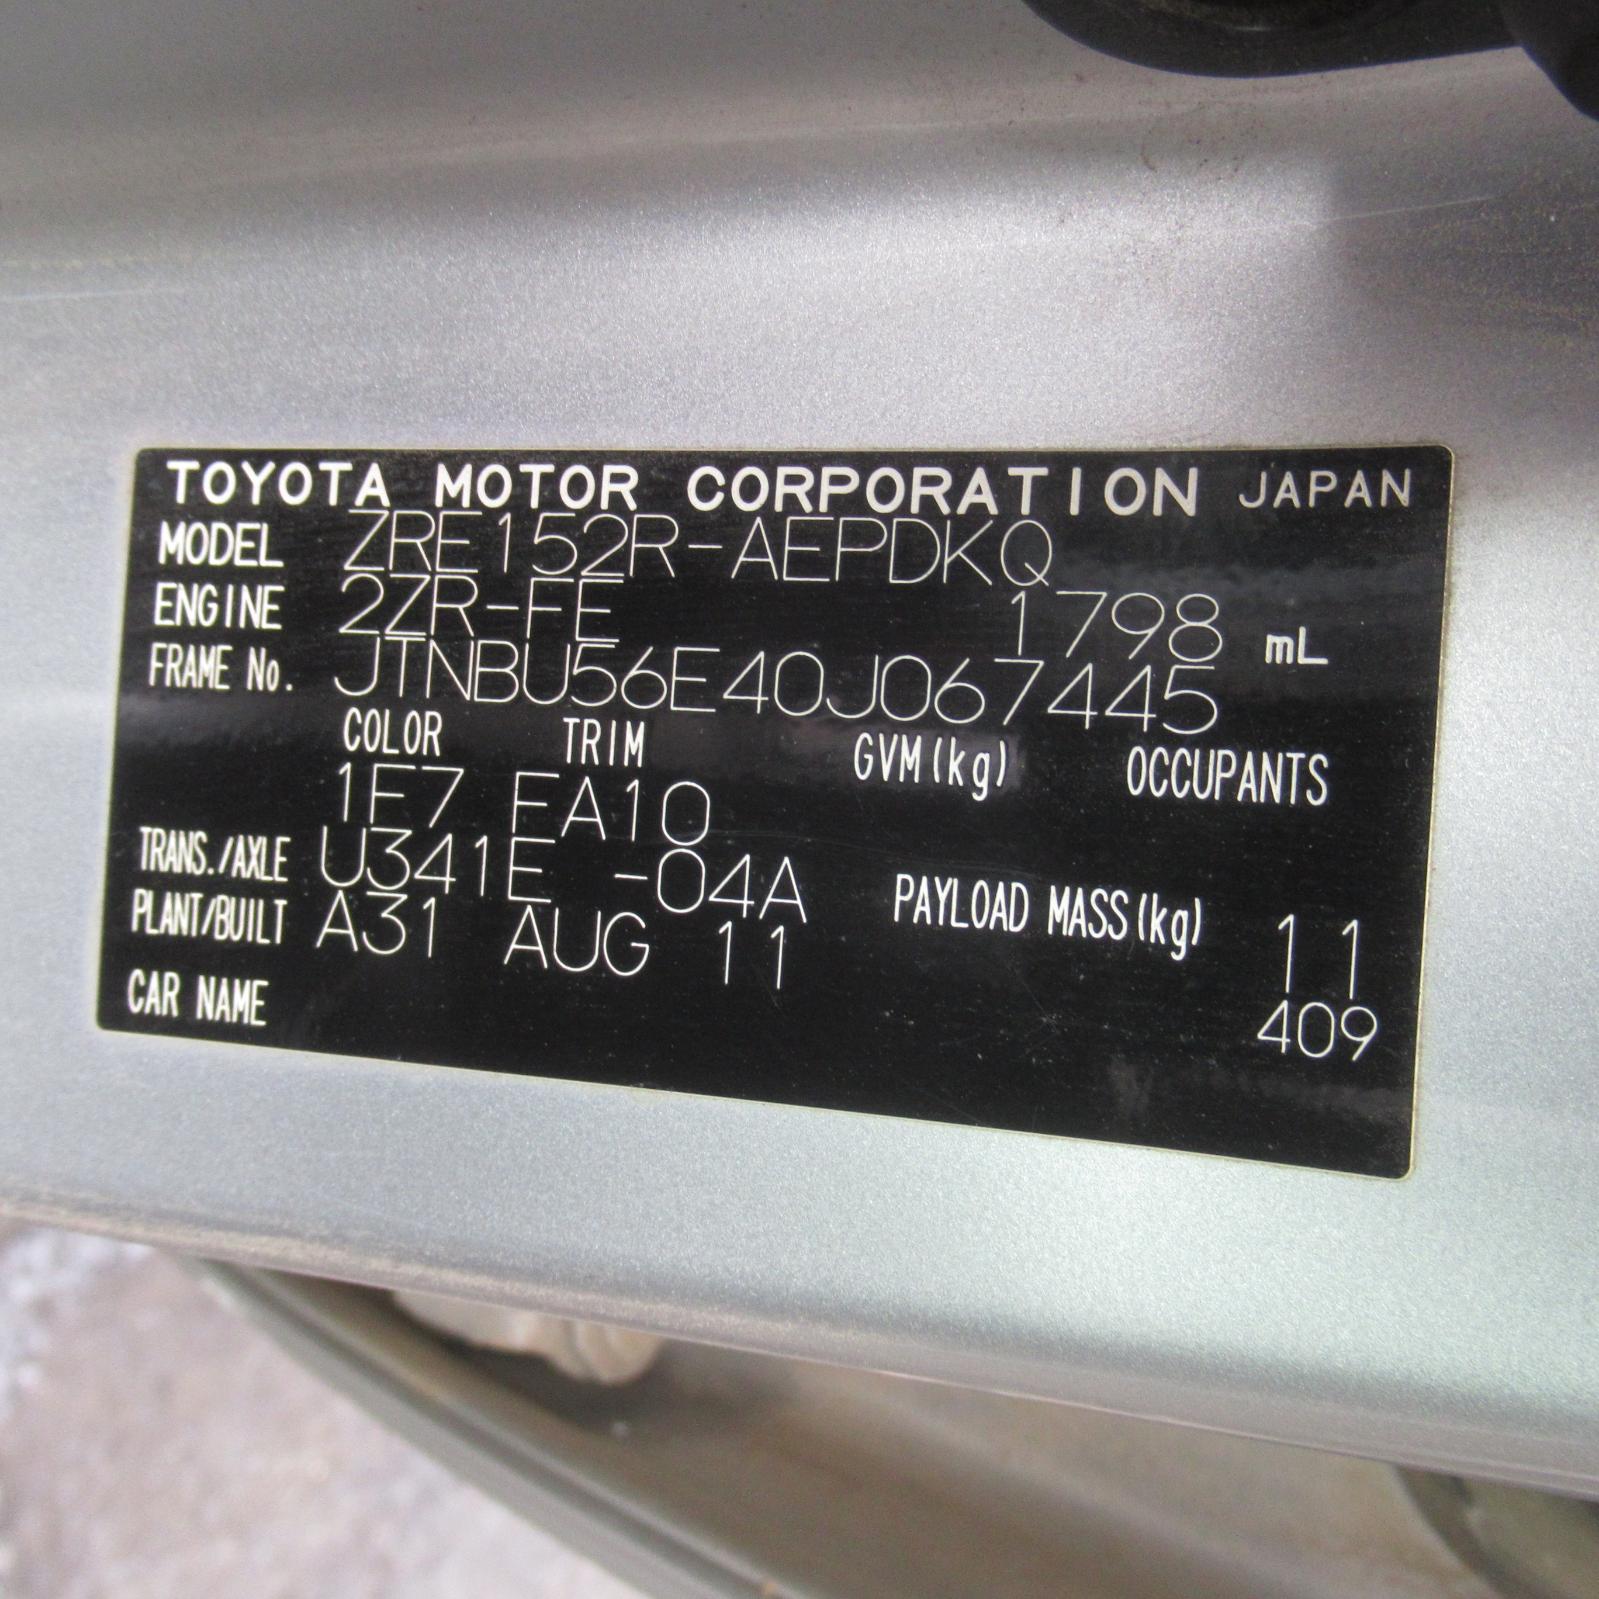 TOYOTA MOTOR CORPORATION JAPAN
MODEL ZRE152R-AEPDKQ
ENGINE 2ZR-FE 1798 mL
FRAME No. JTNBU56E40J067445
COLOR TRIM GVM(kg) OCCUPANTS
1F7 FA10
TRANS./AXLE U341E -04A
PLANT/BUILT A31 AUG 11 PAYLOAD MASS(kg) 11
CAR NAME 409